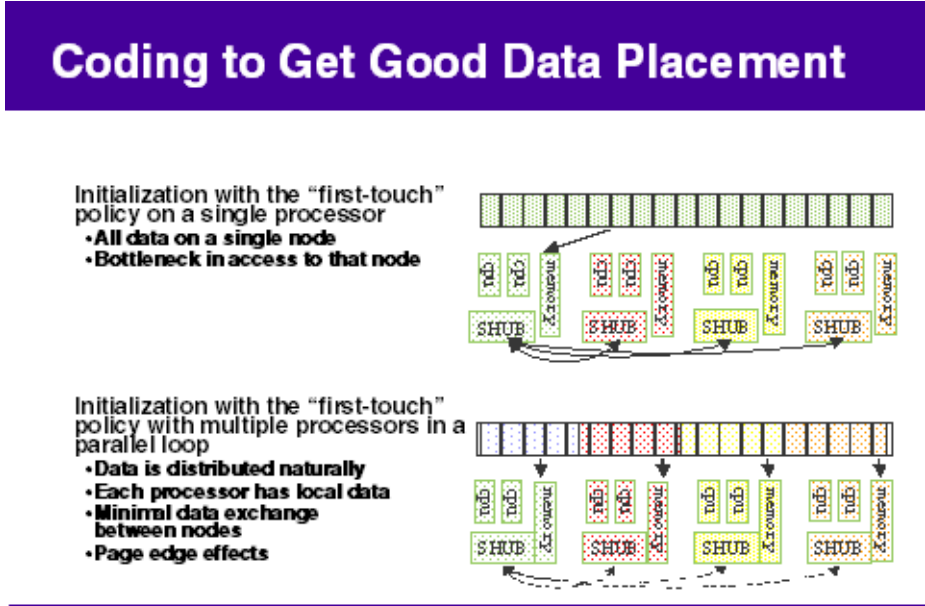 Coding to Get Good Data Placement
Initialization with the “first-touch”
policy on a single processor
•All data on a single node
•Bottleneck in access to that node
cpu
cpu
memory
cpu
cpu
memory
cpu
cpu
memory
cpu
cpu
memory
SHUB
SHUB
SHUB
SHUB
Initialization with the “first-touch”
policy with multiple processors in a
parallel loop
•Data is distributed naturally
•Each processor has local data
•Minimal data exchange
between nodes
•Page edge effects
cpu
cpu
memory
cpu
cpu
memory
cpu
cpu
memory
cpu
cpu
memory
SHUB
SHUB
SHUB
SHUB